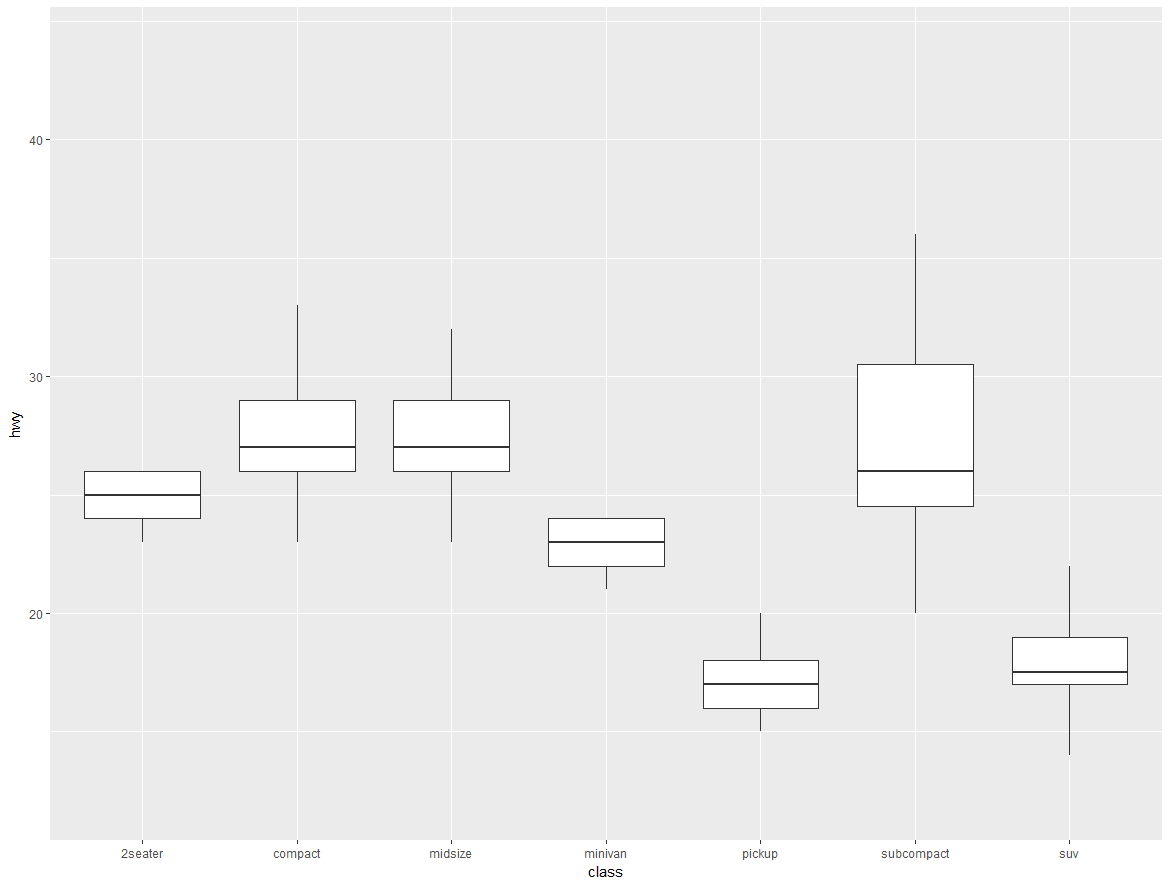 40
30
20
hwy
2seater compact midsize minivan pickup subcompact suv
class